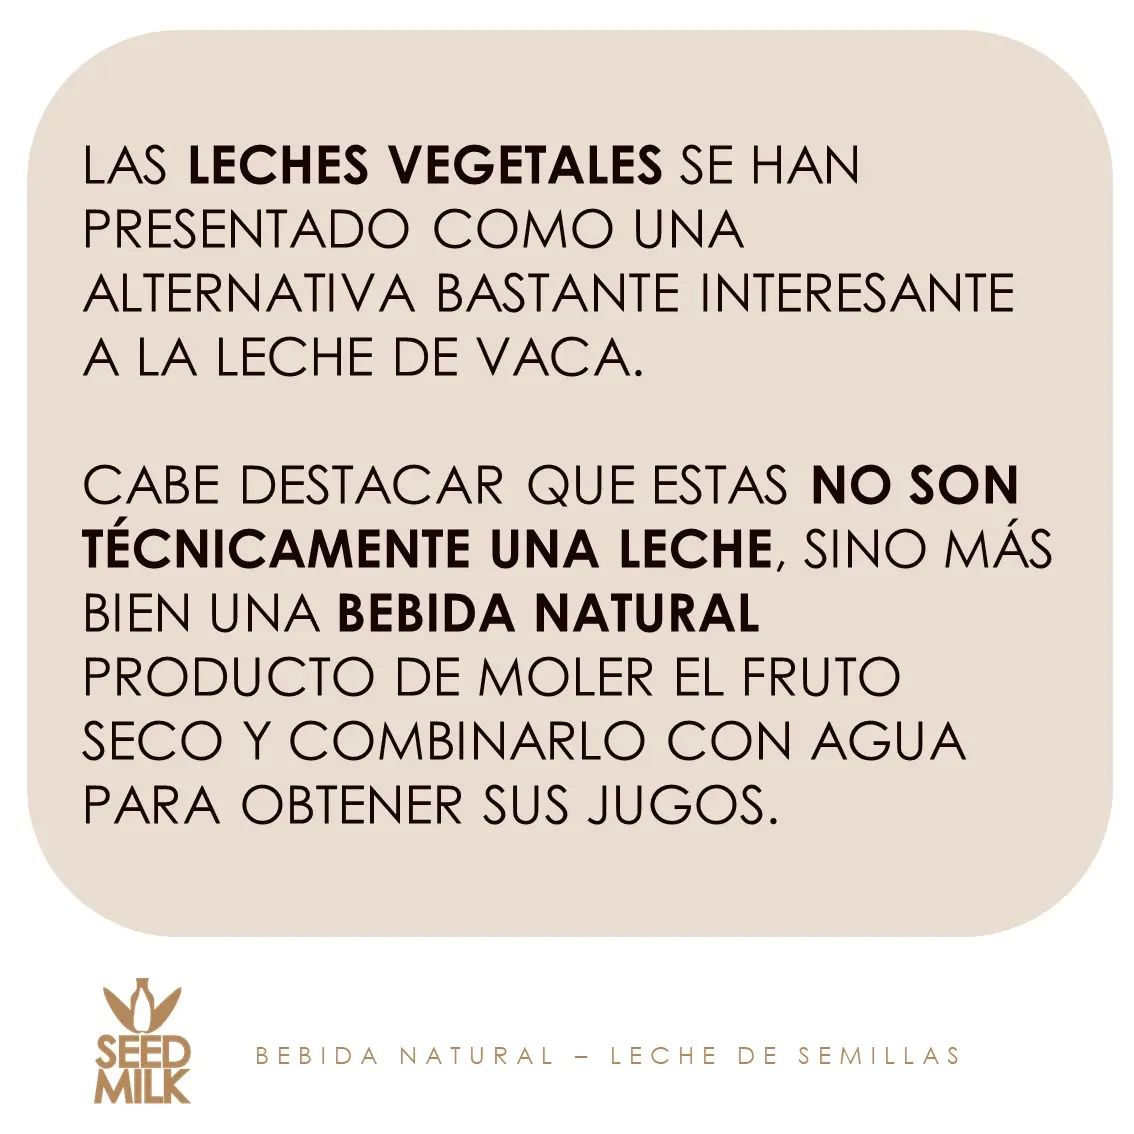 LAS LECHES VEGETALES SE HAN
PRESENTADO COMO UNA
ALTERNATIVA BASTANTE INTERESANTE
A LA LECHE DE VACA.
CABE DESTACAR QUE ESTAS NO SON
TÉCNICAMENTE UNA LECHE, SINO MÁS
BIEN UNA BEBIDA NATURAL
PRODUCTO DE MOLER EL FRUTO
SECO Y COMBINARLO CON AGUA
PARA OBTENER SUS JUGOS.
SEED
MILK
BEBIDA NATURAL – LECHE DE SEMILLAS